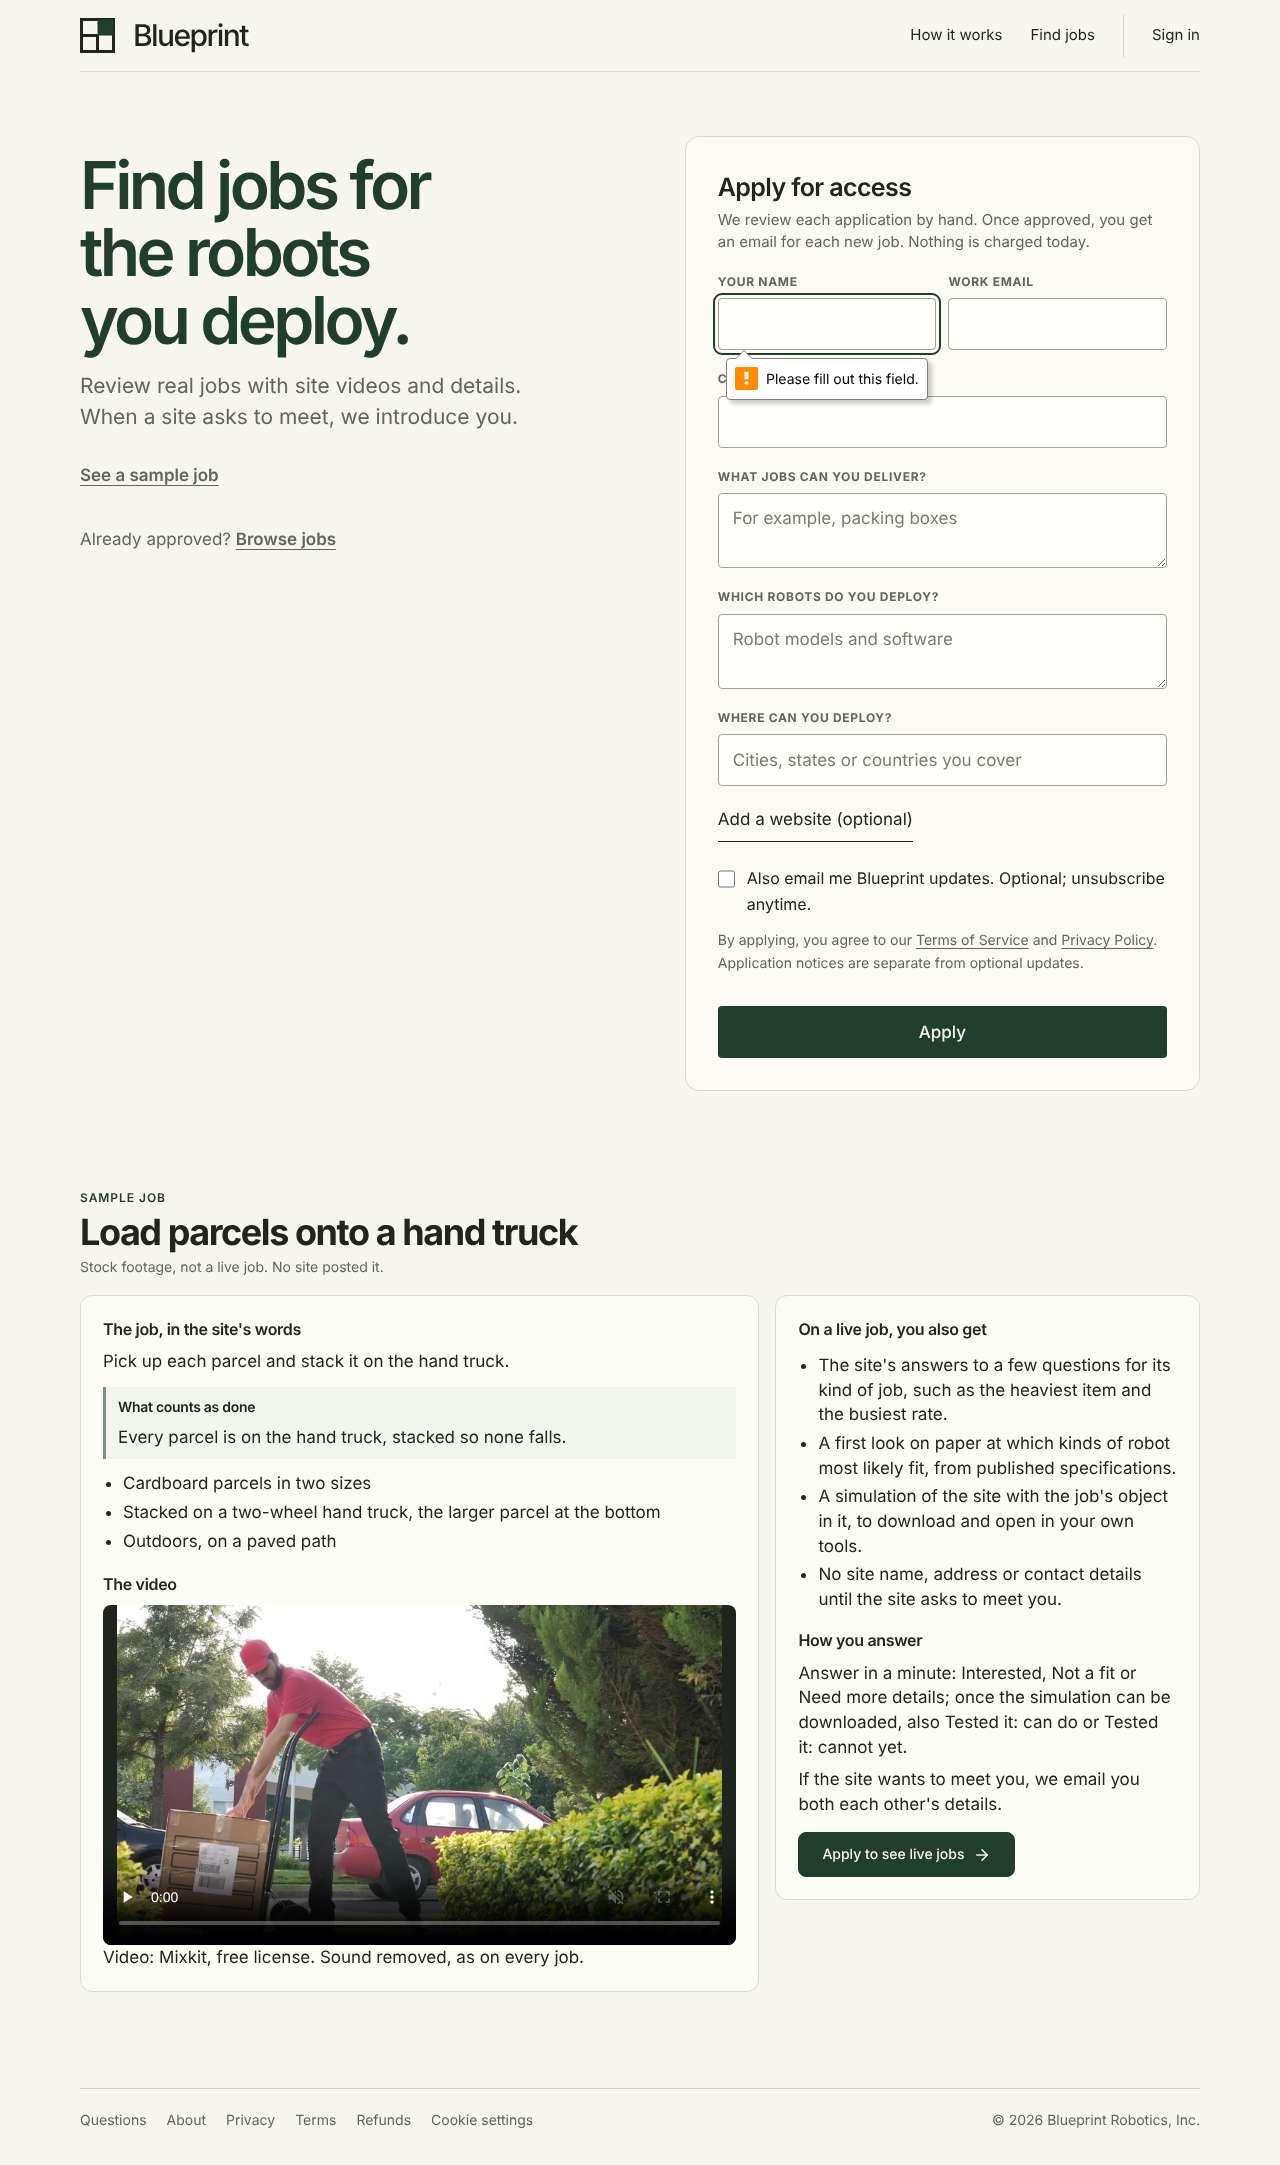 Blueprint
How it works
Find jobs
Sign in
Find jobs for
the robots
you deploy.
Review real jobs with site videos and details.
When a site asks to meet, we introduce you.
See a sample job
Already approved? Browse jobs
Apply for access
We review each application by hand. Once approved, you get
an email for each new job. Nothing is charged today.
YOUR NAME
WORK EMAIL
Please fill out this field.
WHAT JOBS CAN YOU DELIVER?
For example, packing boxes
WHICH ROBOTS DO YOU DEPLOY?
Robot models and software
WHERE CAN YOU DEPLOY?
Cities, states or countries you cover
Add a website (optional)
Also email me Blueprint updates. Optional; unsubscribe
anytime.
By applying, you agree to our Terms of Service and Privacy Policy.
Application notices are separate from optional updates.
Apply
SAMPLE JOB
Load parcels onto a hand truck
Stock footage, not a live job. No site posted it.
The job, in the site's words
Pick up each parcel and stack it on the hand truck.
What counts as done
Every parcel is on the hand truck, stacked so none falls.
• Cardboard parcels in two sizes
• Stacked on a two-wheel hand truck, the larger parcel at the bottom
• Outdoors, on a paved path
The video
0:00
Video: Mixkit, free license. Sound removed, as on every job.
On a live job, you also get
• The site's answers to a few questions for its
kind of job, such as the heaviest item and
the busiest rate.
• A first look on paper at which kinds of robot
most likely fit, from published specifications.
• A simulation of the site with the job's object
in it, to download and open in your own
tools.
• No site name, address or contact details
until the site asks to meet you.
How you answer
Answer in a minute: Interested, Not a fit or
Need more details; once the simulation can be
downloaded, also Tested it: can do or Tested
it: cannot yet.
If the site wants to meet you, we email you
both each other's details.
Apply to see live jobs →
Questions
About
Privacy
Terms
Refunds
Cookie settings
© 2026 Blueprint Robotics, Inc.